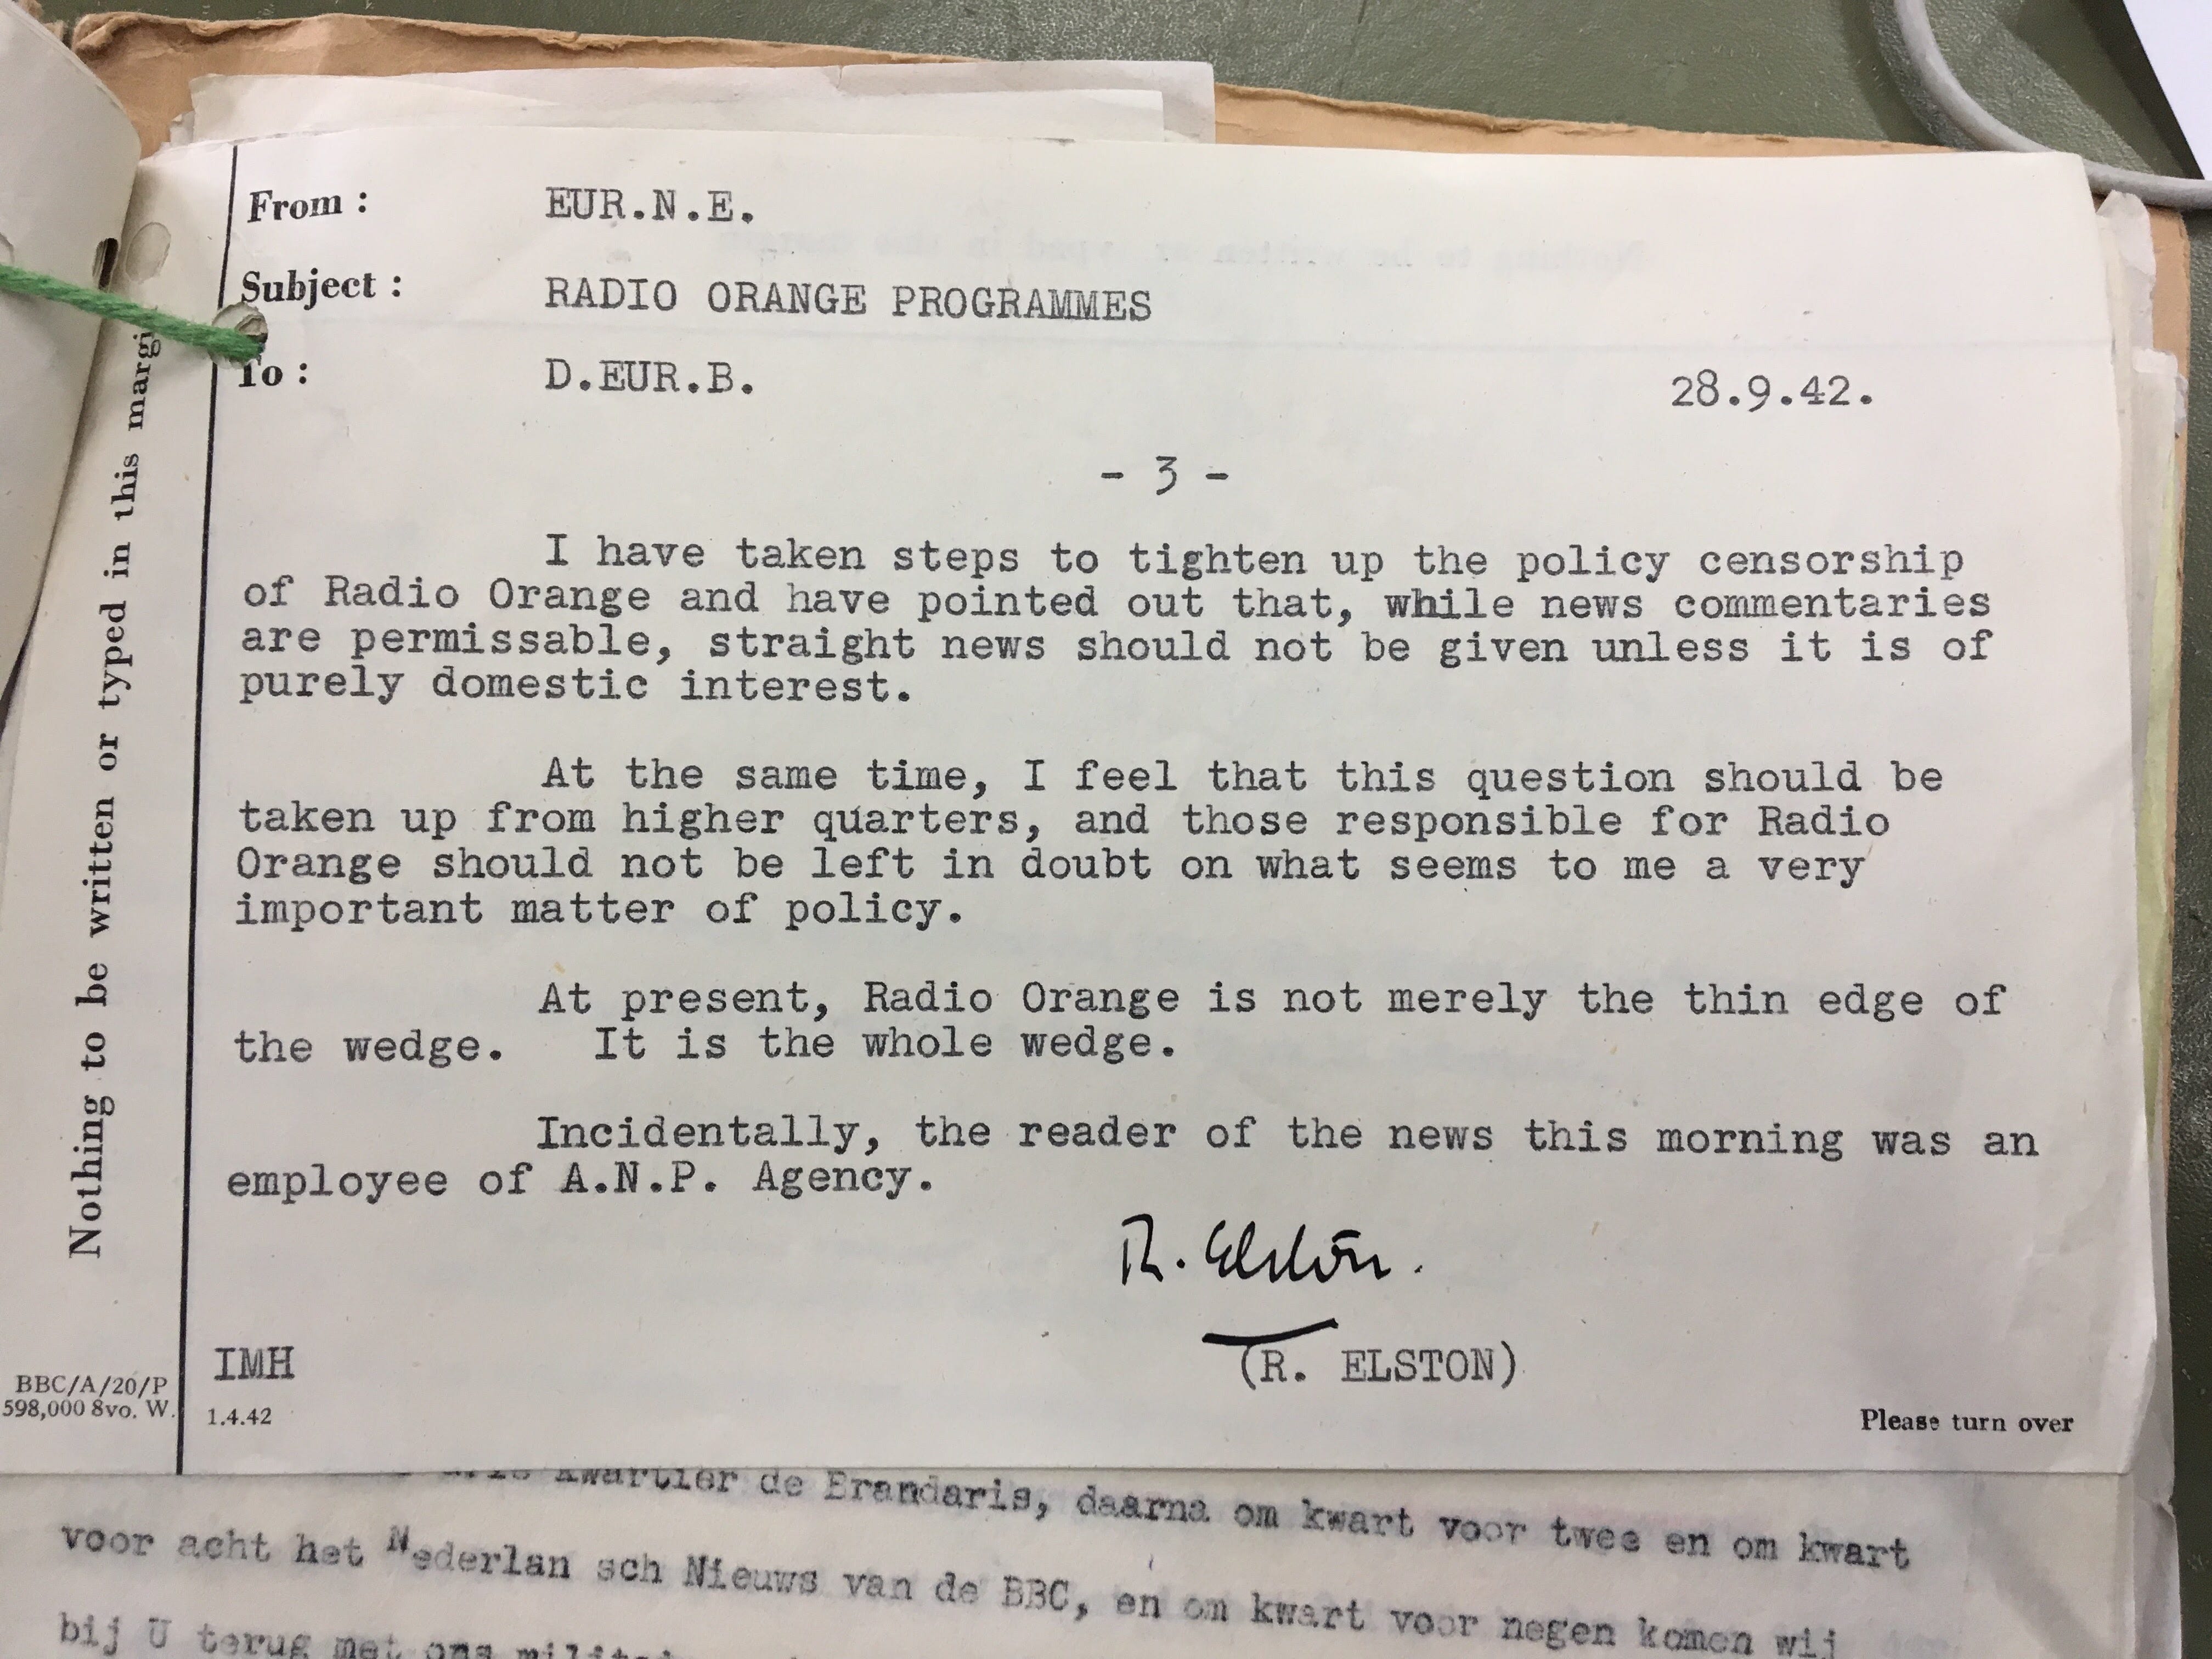 From : EUR.N.E.
Subject : RADIO ORANGE PROGRAMMES
To : D.EUR.B. 28.9.42.
- 3 -
I have taken steps to tighten up the policy censorship
of Radio Orange and have pointed out that, while news commentaries
are permissable, straight news should not be given unless it is of
purely domestic interest.
At the same time, I feel that this question should be
taken up from higher quarters, and those responsible for Radio
Orange should not be left in doubt on what seems to me a very
important matter of policy.
At present, Radio Orange is not merely the thin edge of
the wedge. It is the whole wedge.
Incidentally, the reader of the news this morning was an
employee of A.N.P. Agency.
R. Elston.
(R. ELSTON)
IMH
Nothing to be written or typed in this margi
BBC/A/20/P
598,000 8vo. W. 1.4.42
Please turn over
kwartier de Brandaris, daarna om kwart voor twee en om kwart
voor acht het Nederlan sch Nieuws van de BBC, en om kwart voor negen komen wij
bij U terug met ons